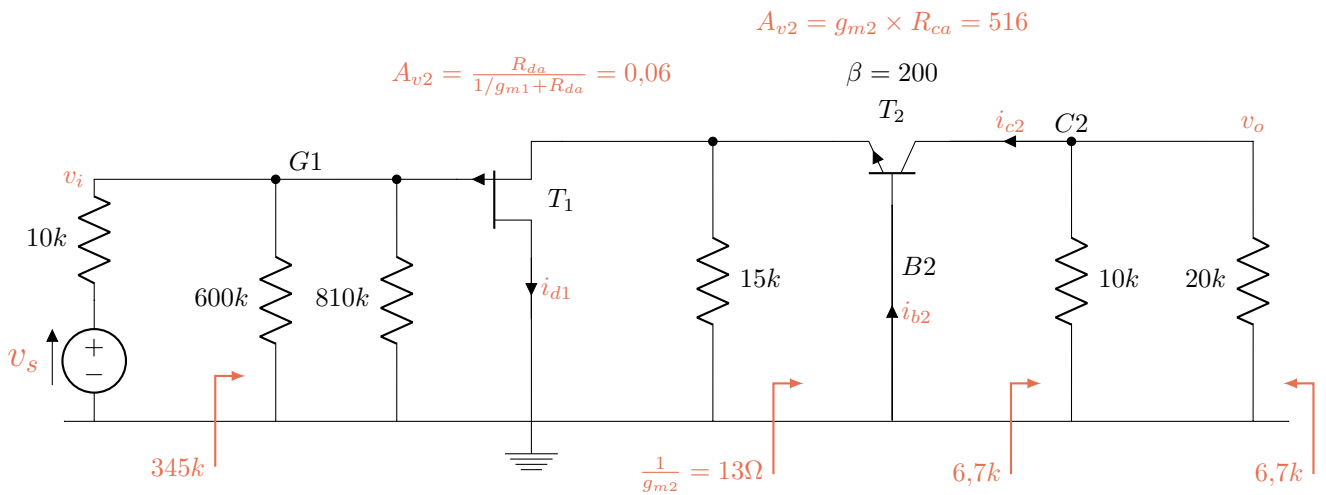 A_{v2} = g_{m2} × R_{ca} = 516
A_{v2} = \frac{R_{da}}{1/g_{m1}+R_{da}} = 0,06
β = 200
T_2
i_{c2}
C2
v_o
G1
v_i
T_1
10k
B2
15k
10k
20k
600k
810k
i_{d1}
i_{b2}
+
−
v_s
345k
\frac{1}{g_{m2}} = 13Ω
6,7k
6,7k